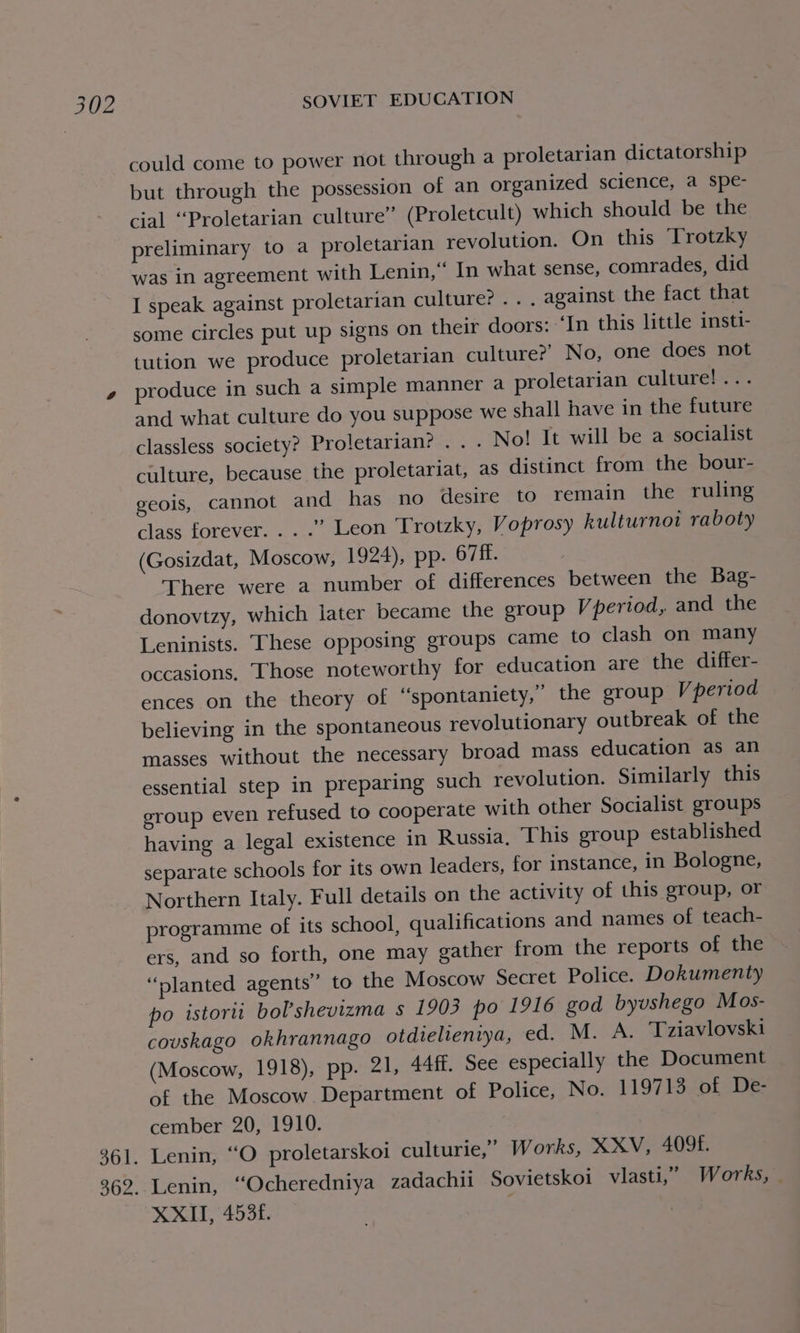 302 SOVIET EDUCATION
could come to power not through a proletarian dictatorship
but through the possession of an organized science, a spe-
cial “Proletarian culture” (Proletcult) which should be the
preliminary to a proletarian revolution. On this Trotzky
was in agreement with Lenin,“ In what sense, comrades, did
I speak against proletarian culture? . . . against the fact that
some circles put up signs on their doors: ‘In this little insti-
tution we produce proletarian culture?’ No, one does not
produce in such a simple manner a proletarian culture! . . .
and what culture do you suppose we shall have in the future
classless society? Proletarian? . . . No! It will be a socialist
culture, because the proletariat, as distinct from the bour-
geois, cannot and has no desire to remain the ruling
class forever. . . .” Leon Trotzky, Voprosy kulturnoi raboty
(Gosizdat, Moscow, 1924), pp. 67ff.
There were a number of differences between the Bag-
donovtzy, which later became the group Vperiod, and the
Leninists. These opposing groups came to clash on many
occasions. Those noteworthy for education are the differ-
ences on the theory of “spontaniety,” the group Vperiod
believing in the spontaneous revolutionary outbreak of the
masses without the necessary broad mass education as an
essential step in preparing such revolution. Similarly this
group even refused to cooperate with other Socialist groups
having a legal existence in Russia. This group established
separate schools for its own leaders, for instance, in Bologne,
Northern Italy. Full details on the activity of this group, or
programme of its school, qualifications and names of teach-
ers, and so forth, one may gather from the reports of the
“planted agents” to the Moscow Secret Police. Dokumenty
po istorii bol’shevizma s 1903 po 1916 god byvshego Mos-
covskago okhrannago otdielieniya, ed. M. A. Tziavlovski
(Moscow, 1918), pp. 21, 44ff. See especially the Document
of the Moscow Department of Police, No. 119713 of De-
cember 20, 1910.
361. Lenin, “O proletarskoi culturie,” Works, XXV, 409f.
362. Lenin, “Ocheredniya zadachii Sovietskoi vlasti,” Works,
XXII, 453f.